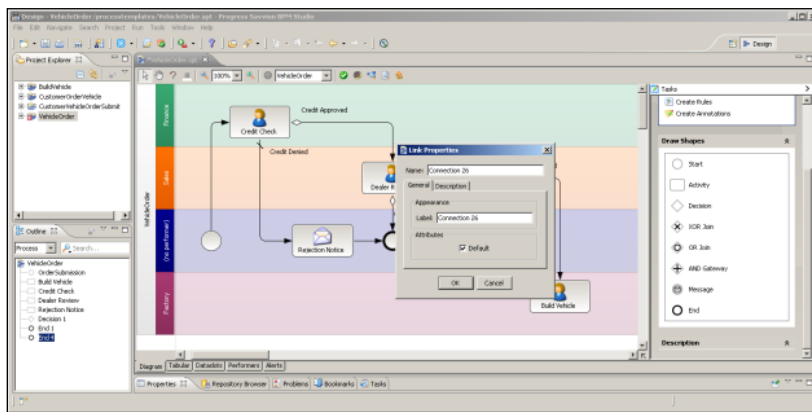 Design - VehicleOrder/processtemplates/VehicleOrder.spt - Progress Savvion BPM Studio
File Edit Navigate Search Project Run Tools Window Help
Design
Project Explorer
BuildVehicle
CustomerOrderVehicle
CustomerVehicleOrderSubmit
VehicleOrder
100%
VehicleOrder
Finance
Sales
(no performer)
Factory
VehicleOrder
Credit Check
Credit Approved
Credit Denied
Dealer R
Rejection Notice
Build Vehicle
Link Properties
Name: Connection 26
General Description
Appearance
Label: Connection 26
Attributes
Default
OK Cancel
Tasks
Create Rules
Create Annotations
Draw Shapes
Start
Activity
Decision
XOR Join
OR Join
AND Gateway
Message
End
Description
Outline
Process Search...
VehicleOrder
OrderSubmission
Build Vehicle
Credit Check
Dealer Review
Rejection Notice
Decision 1
End 1
End 4
Diagram Tabular Dataslots Performers Alerts
Properties Repository Browser Problems Bookmarks Tasks